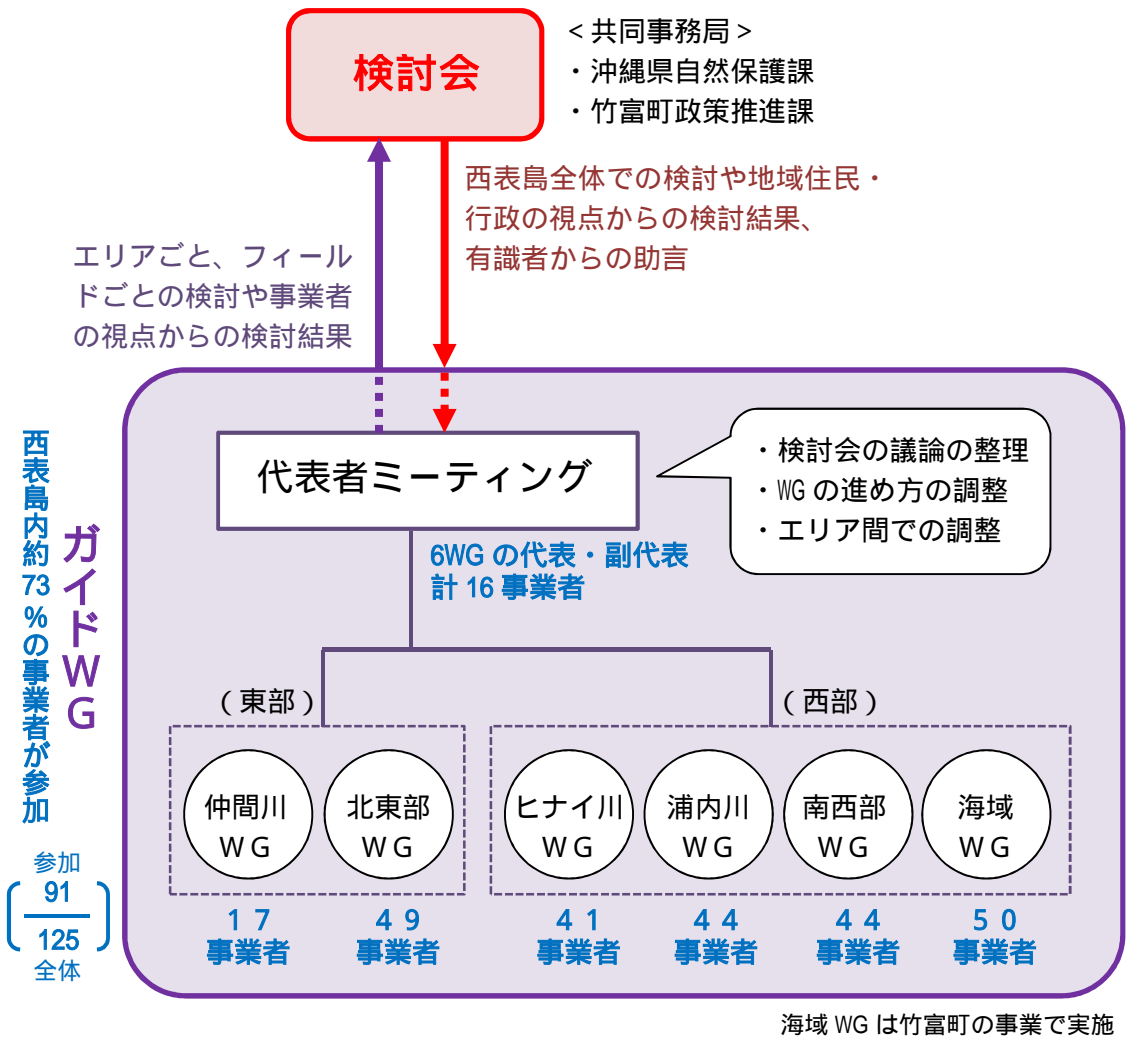 検討会
<共同事務局>
・沖縄県自然保護課
・竹富町政策推進課
西表島全体での検討や地域住民・
行政の視点からの検討結果、
有識者からの助言
エリアごと、フィール
ドごとの検討や事業者
の視点からの検討結果
西表島内約73%の事業者が参加
ガイドWG
参加
91
125
全体
代表者ミーティング
・検討会の議論の整理
・WGの進め方の調整
・エリア間での調整
6WGの代表・副代表
計16事業者
(東部)
(西部)
仲間川
WG
北東部
WG
ヒナイ川
WG
浦内川
WG
南西部
WG
海域
WG
17
事業者
49
事業者
41
事業者
44
事業者
44
事業者
50
事業者
海域WGは竹富町の事業で実施